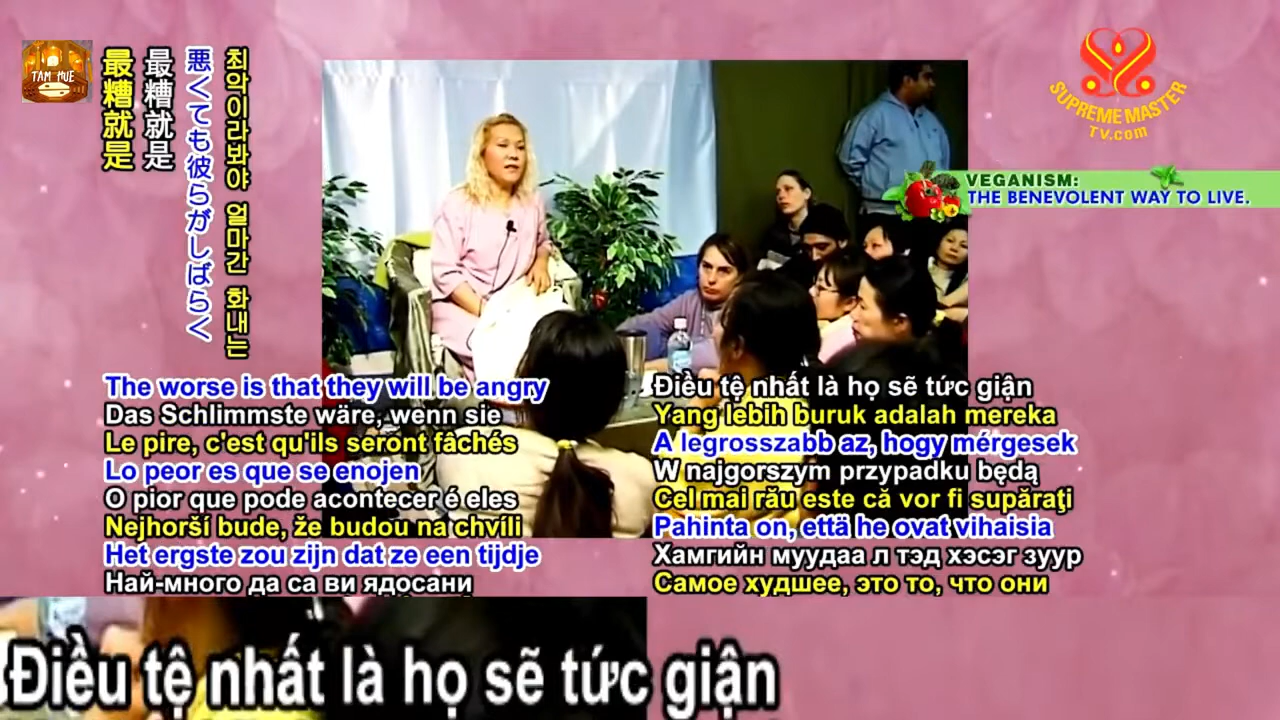 TAM HUE
最糟就是
最糟就是
悪くても彼らがしばらく
최악이라봐야 얼마간 화내는
SUPREME MASTER
TV.com
VEGANISM:
THE BENEVOLENT WAY TO LIVE.
The worse is that they will be angry
Das Schlimmste wäre, wenn sie
Le pire, c'est qu'ils seront fâchés
Lo peor es que se enojen
O pior que pode acontecer é eles
Nejhorší bude, že budou na chvíli
Het ergste zou zijn dat ze een tijdje
Най-много да са ви ядосани
Điều tệ nhất là họ sẽ tức giận
Yang lebih buruk adalah mereka
A legrosszabb az, hogy mérgesek
W najgorszym przypadku będą
Cel mai rău este că vor fi supăraţi
Pahinta on, että he ovat vihaisia
Хамгийн муудаа л тэд хэсэг зуур
Самое худшее, это то, что они
Điều tệ nhất là họ sẽ tức giận